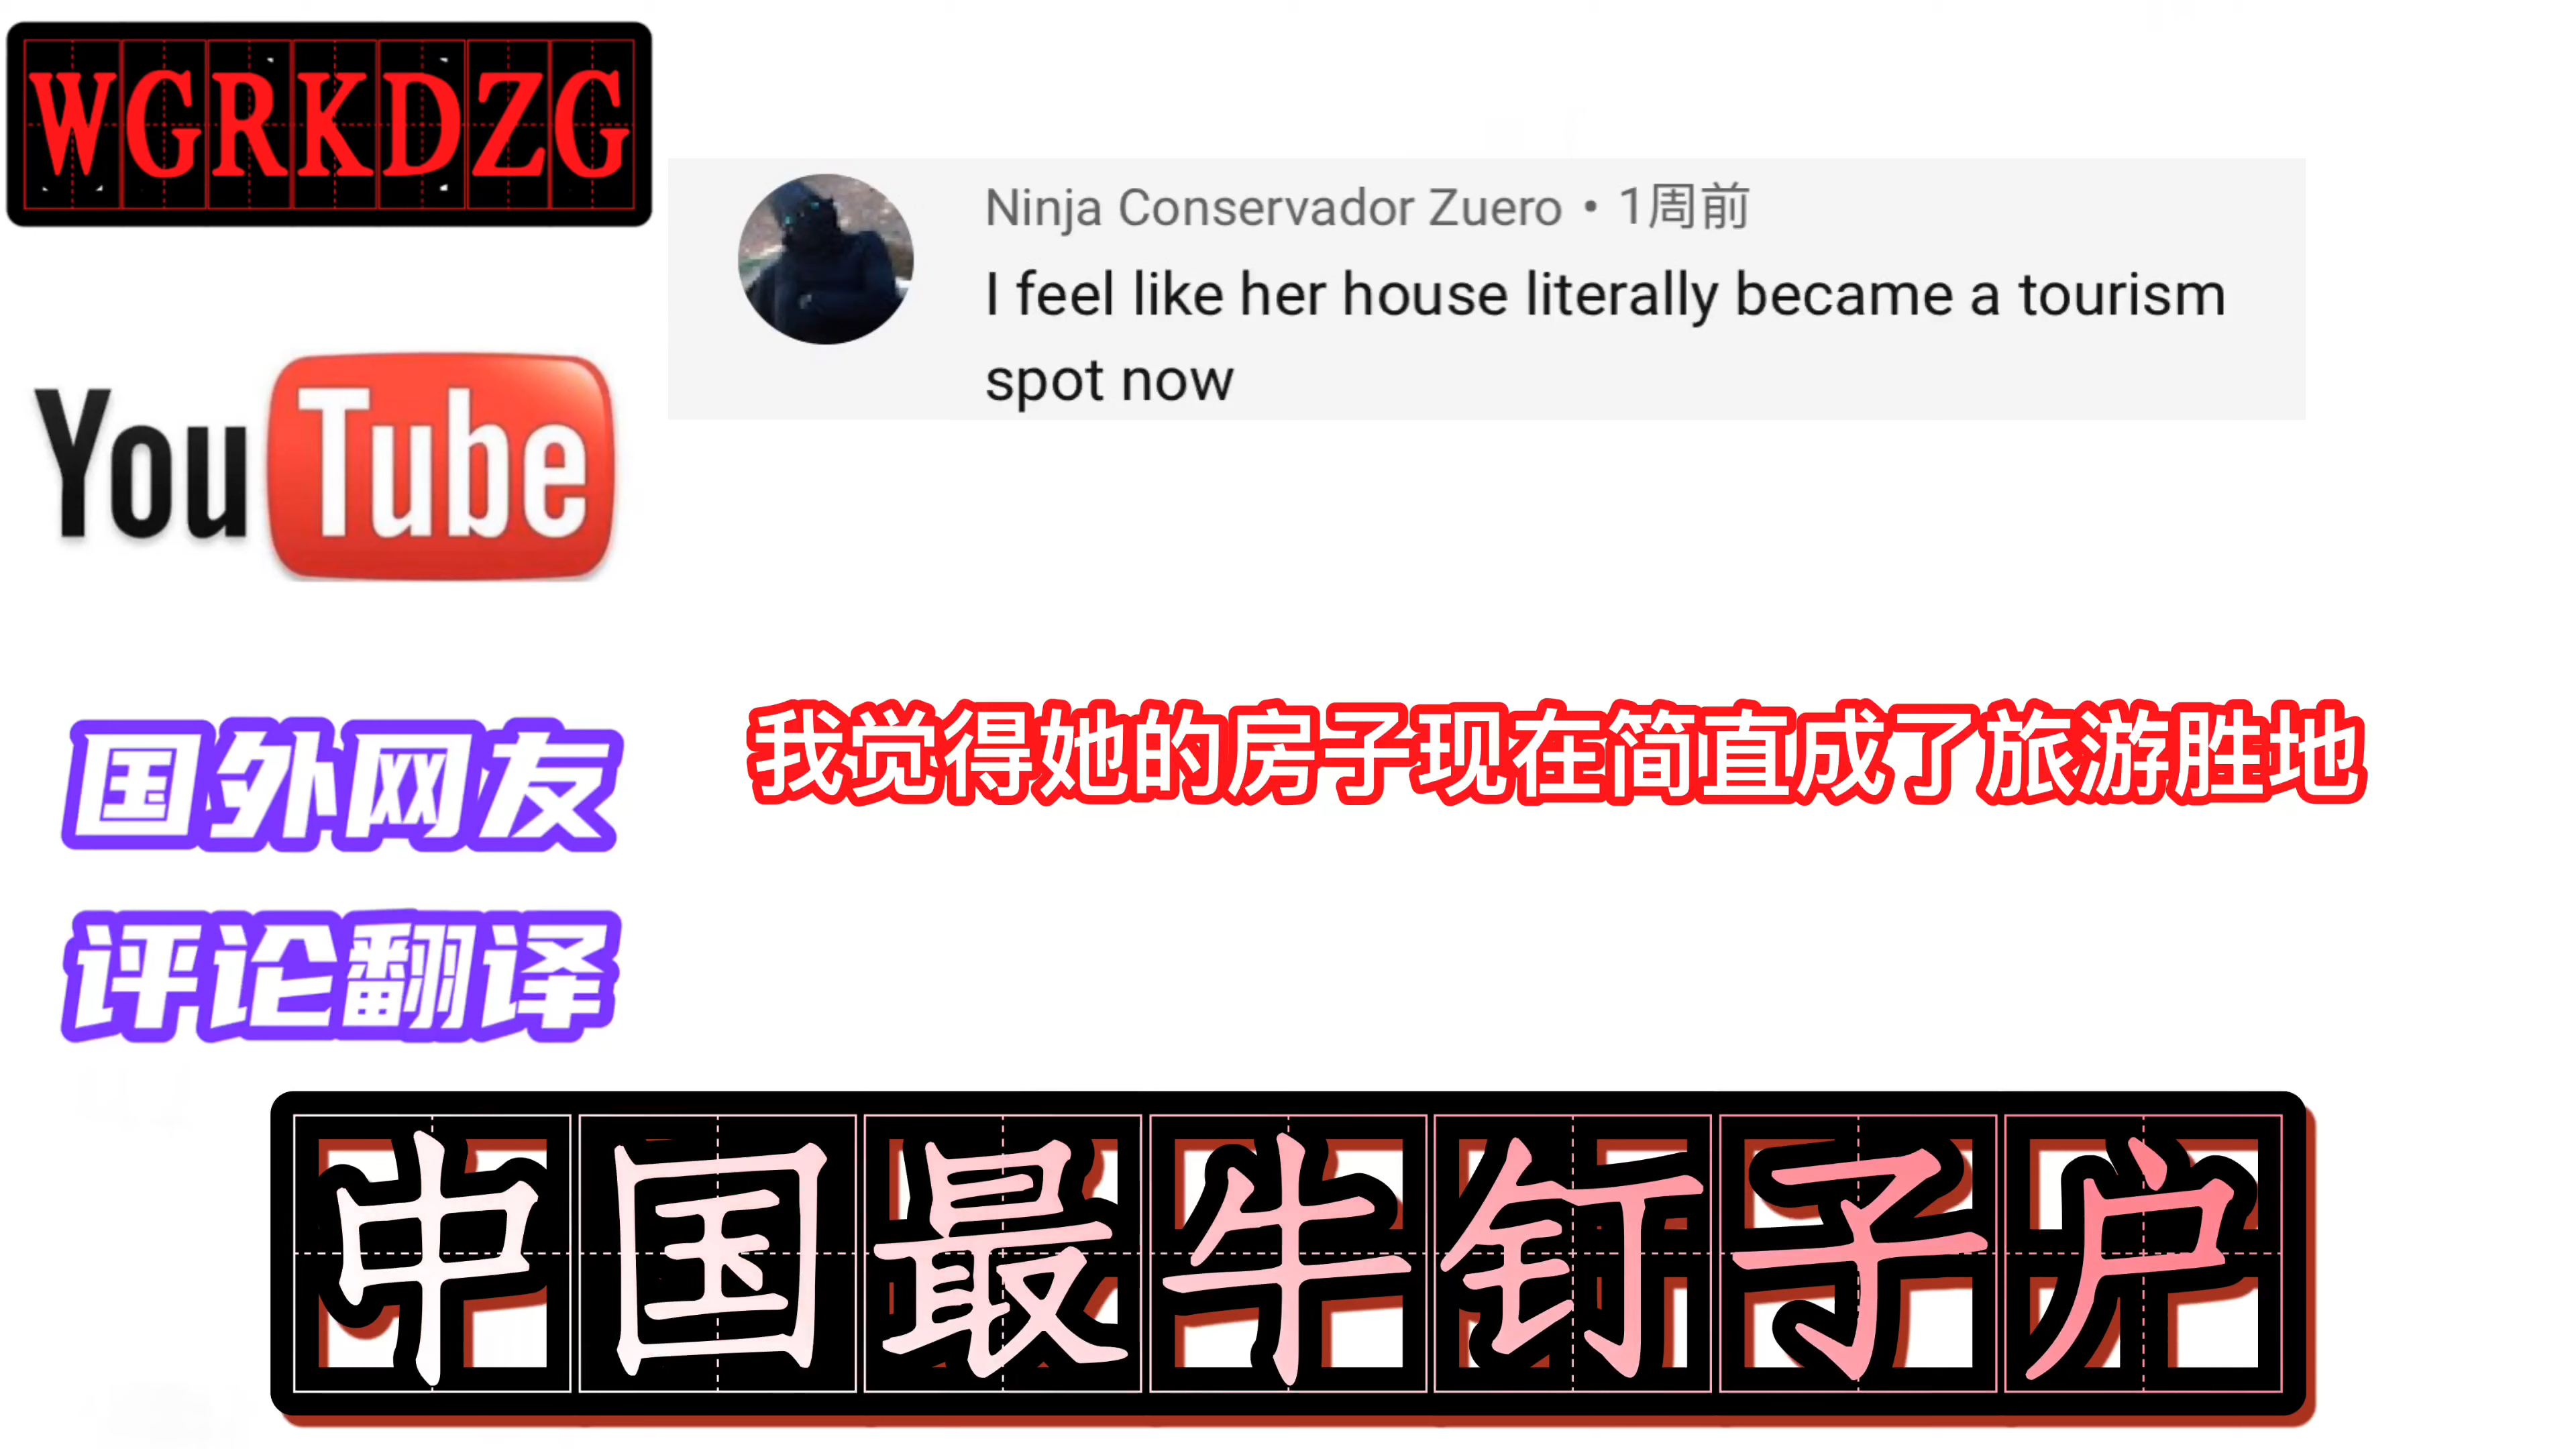 WGRKDZG
Ninja Conservador Zuero • 1周前
I feel like her house literally became a tourism
spot now
YouTube
国外网友
评论翻译
我觉得她的房子现在简直成了旅游胜地
中国最牛钉子户